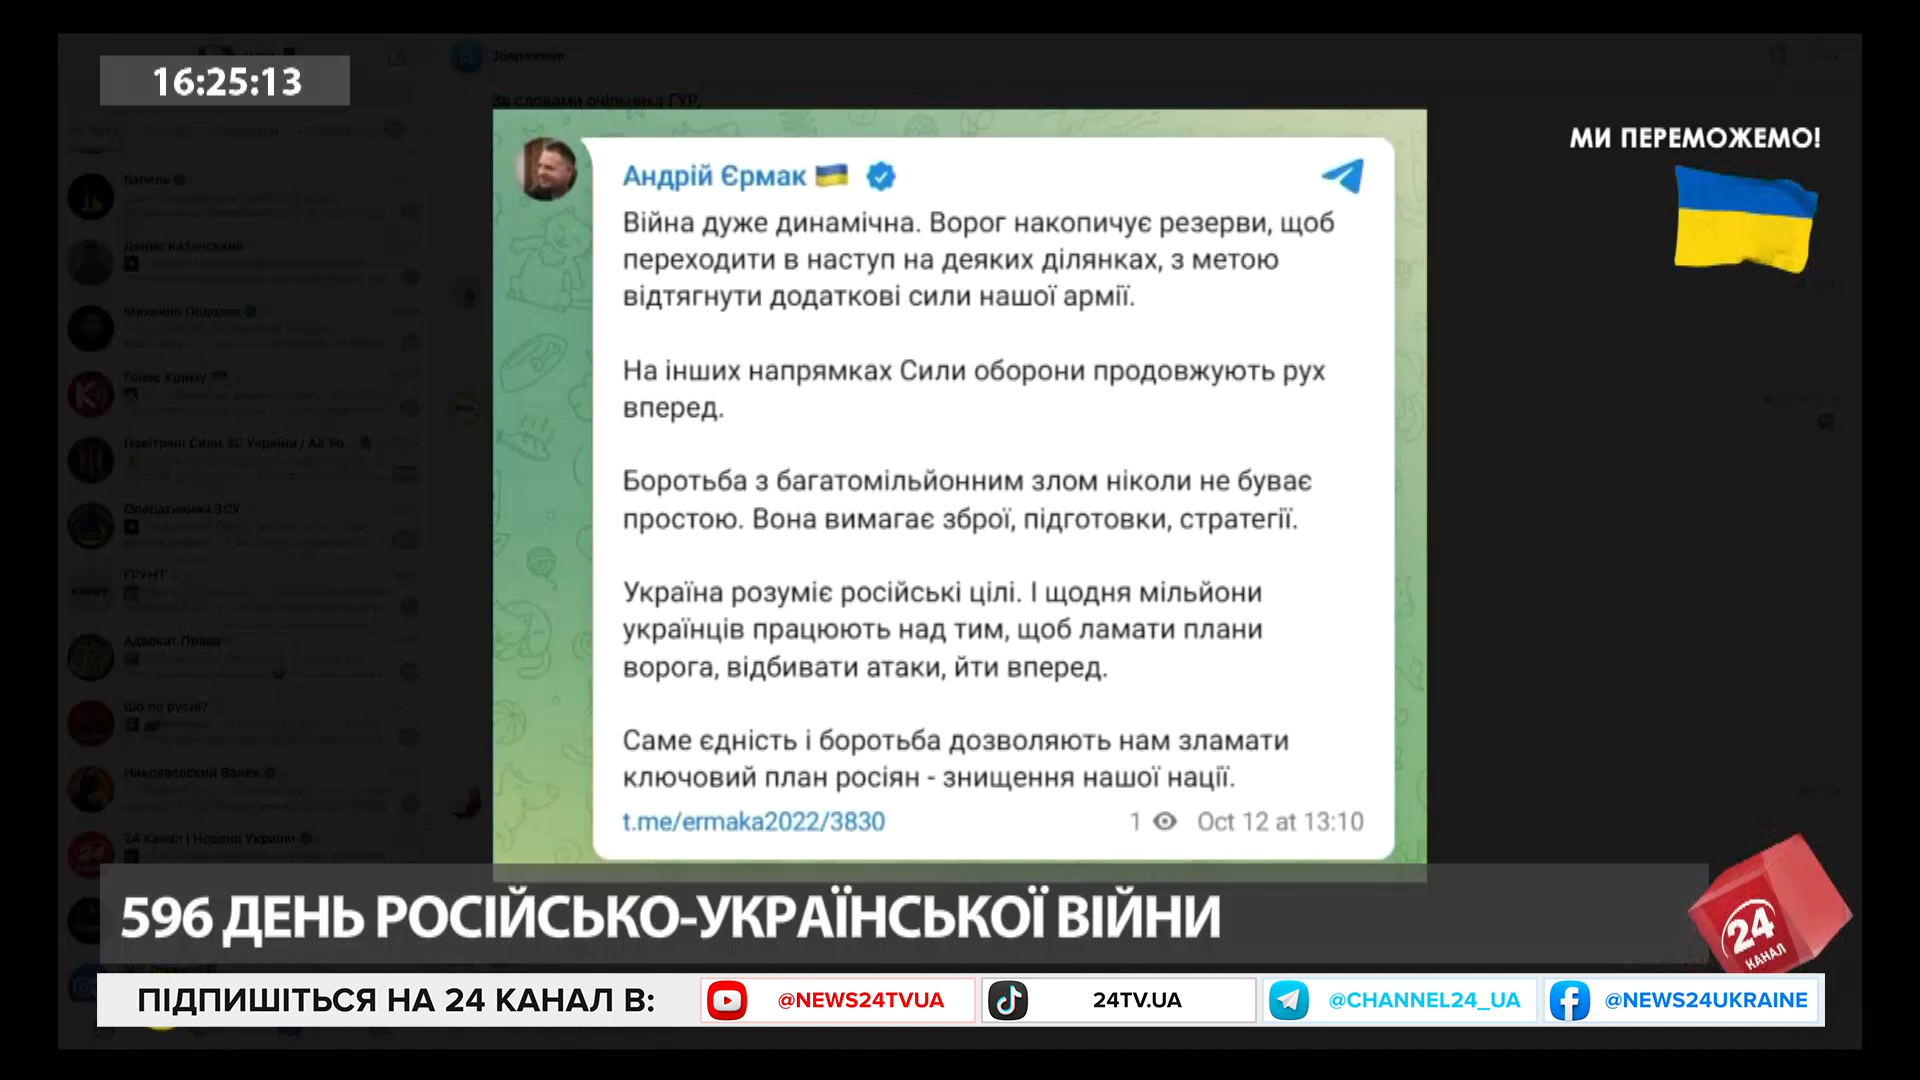 16:25:13
За словами очільника ГУР,
МИ ПЕРЕМОЖЕМО!
Андрій Єрмак
Війна дуже динамічна. Ворог накопичує резерви, щоб
переходити в наступ на деяких ділянках, з метою
відтягнути додаткові сили нашої армії.
На інших напрямках Сили оборони продовжують рух
вперед.
Боротьба з багатомільйонним злом ніколи не буває
простою. Вона вимагає зброї, підготовки, стратегії.
Україна розуміє російські цілі. І щодня мільйони
українців працюють над тим, щоб ламати плани
ворога, відбивати атаки, йти вперед.
Саме єдність і боротьба дозволяють нам зламати
ключовий план росіян - знищення нашої нації.
t.me/ermaka2022/3830
1 Oct 12 at 13:10
Бабель
Денис Казанський
Михайло Подоляк
Голос Криму
Повітряні Сили ЗС України / Air Fo...
Оперативний ЗСУ
ГРУНТ
Адвокат Права
Шо по русні?
Николаевский Ванёк
24 Канал | Новини України
596 ДЕНЬ РОСІЙСЬКО-УКРАЇНСЬКОЇ ВІЙНИ
24
КАНАЛ
ПІДПИШІТЬСЯ НА 24 КАНАЛ В:
@NEWS24TVUA
24TV.UA
@CHANNEL24_UA
@NEWS24UKRAINE